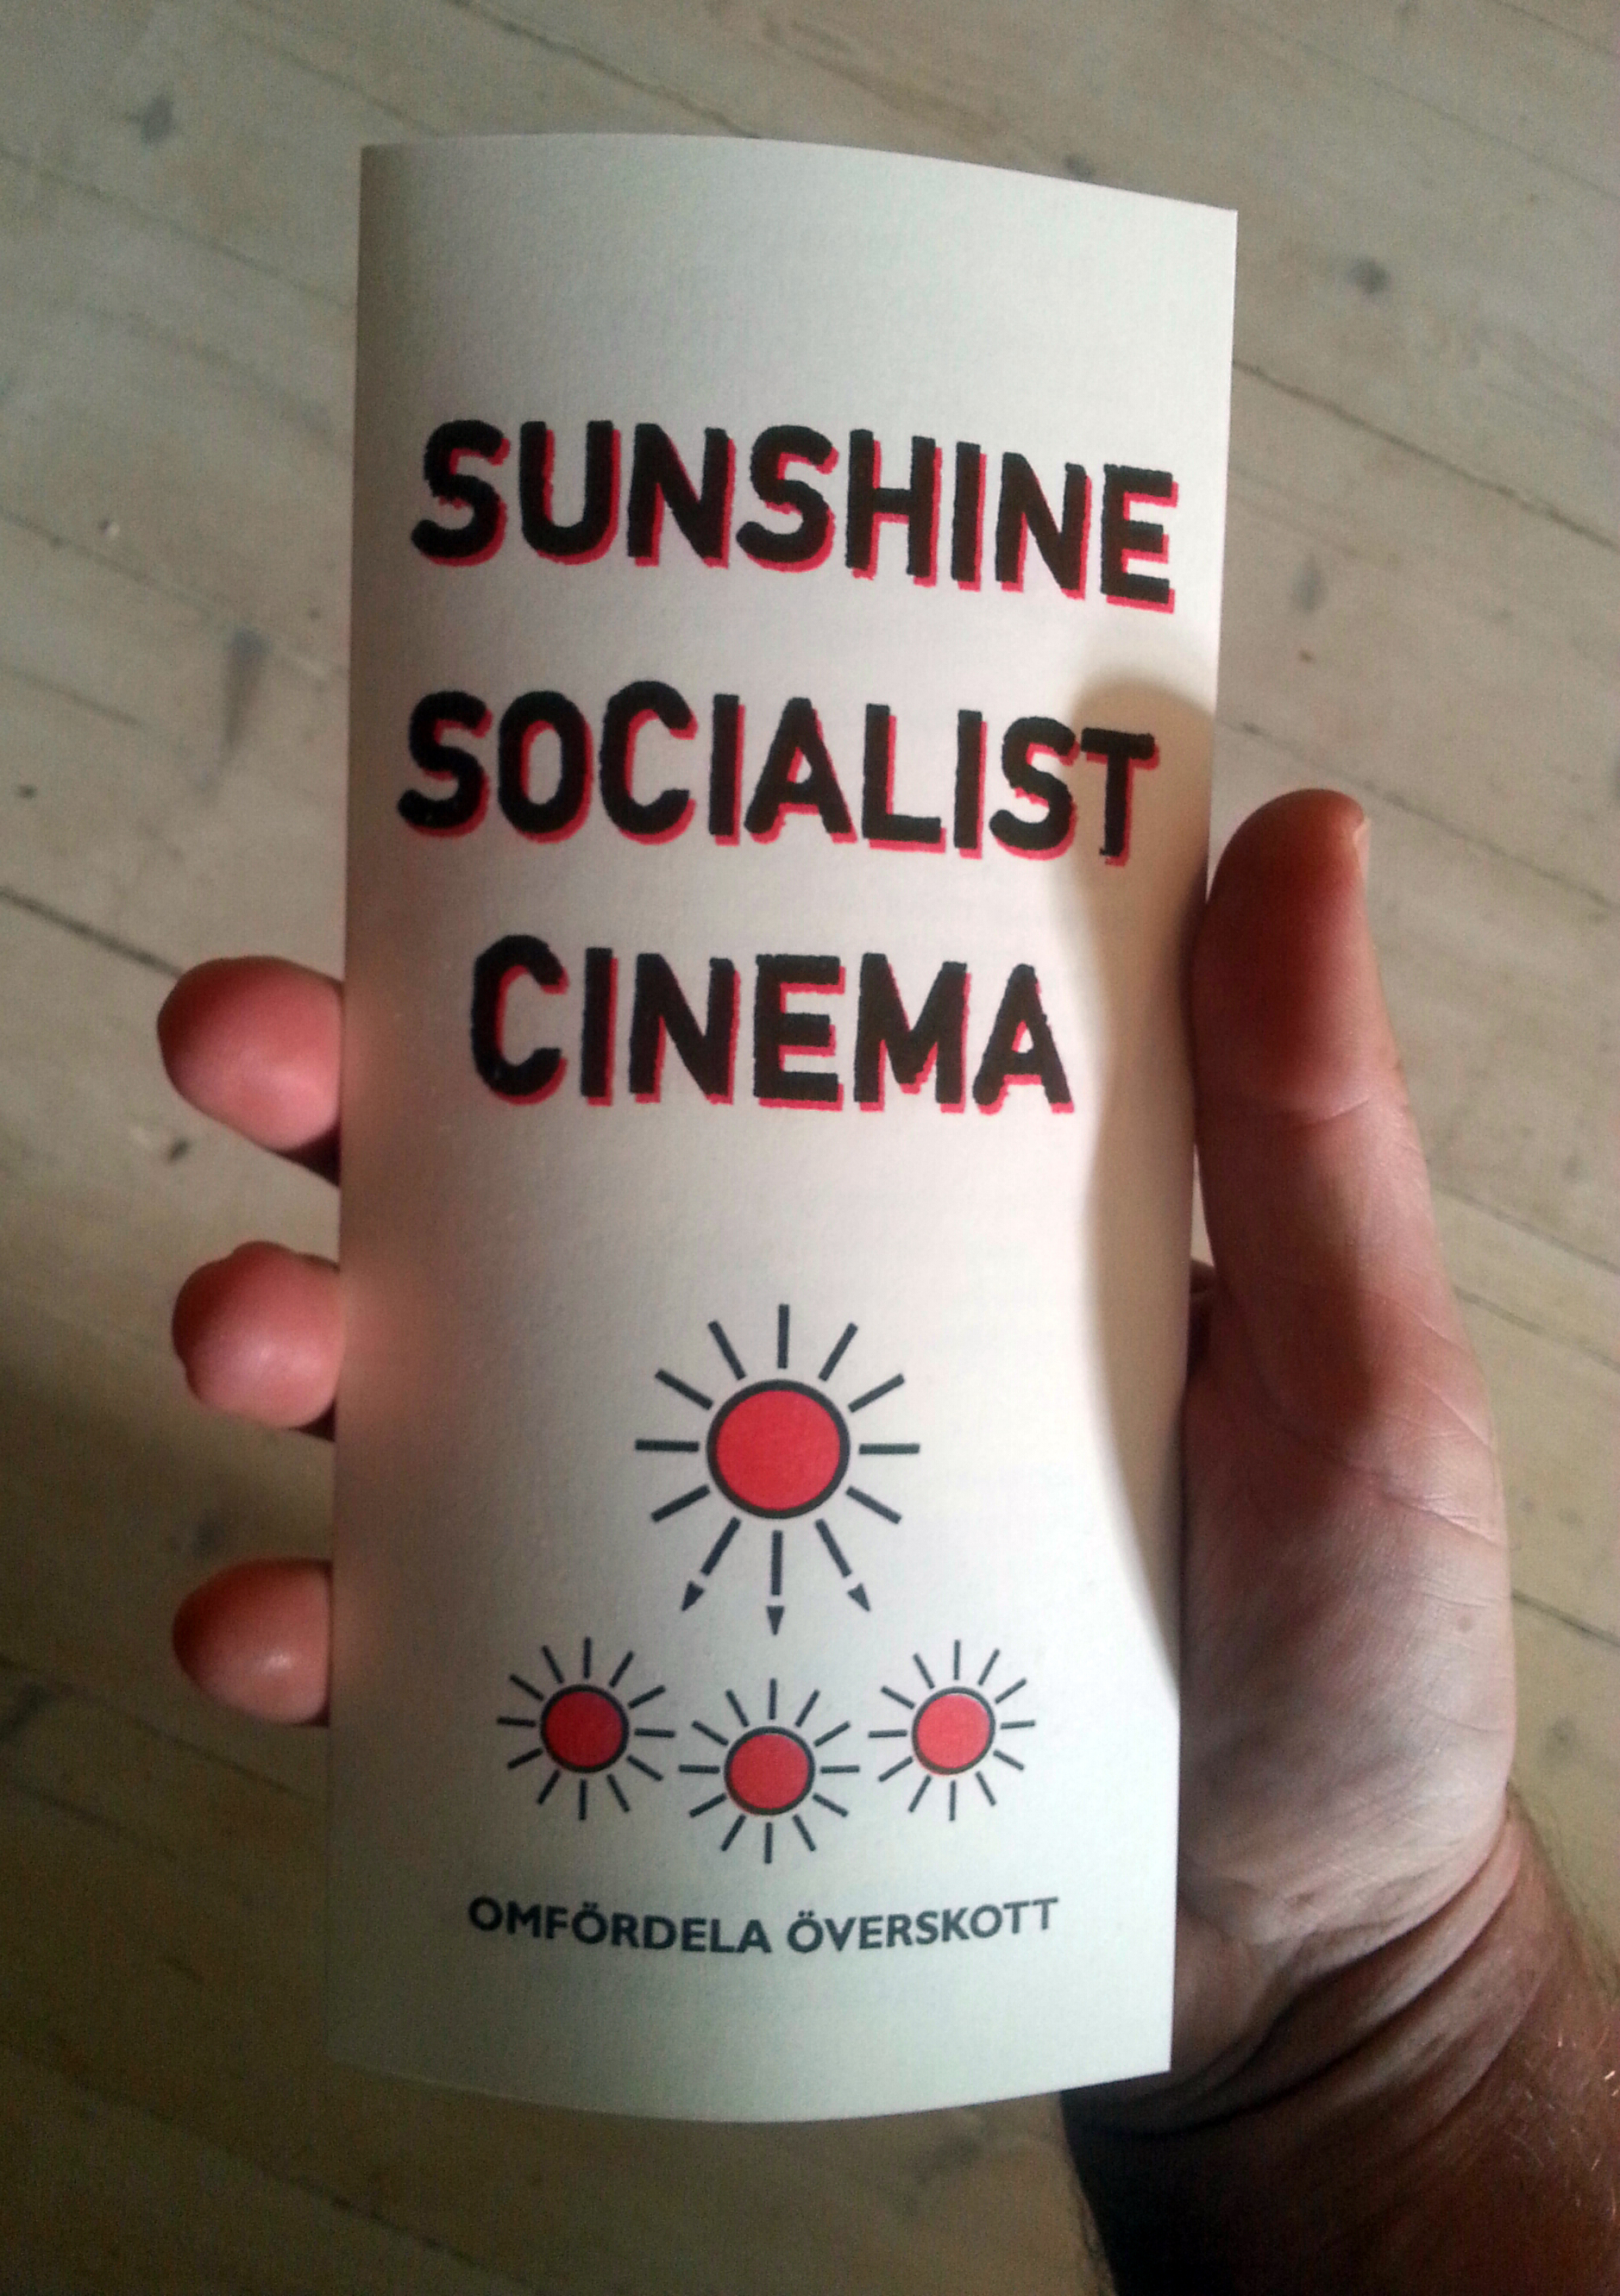 SUNSHINE
SOCIALIST
CINEMA
OMFÖRDELA ÖVERSKOTT